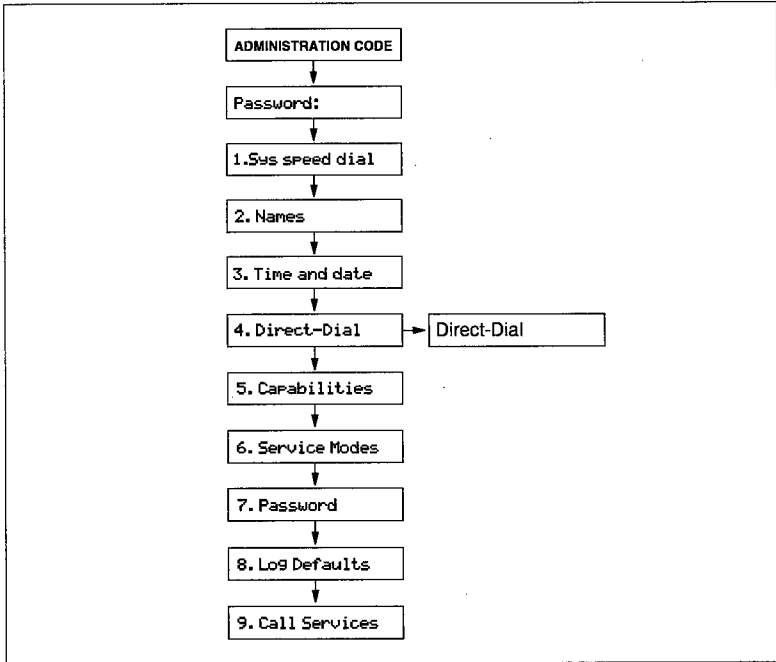 ADMINISTRATION CODE
Password:
1.Sys speed dial
2. Names
3. Time and date
4. Direct-Dial
Direct-Dial
5. Capabilities
6. Service Modes
7. Password
8. Log Defaults
9. Call Services